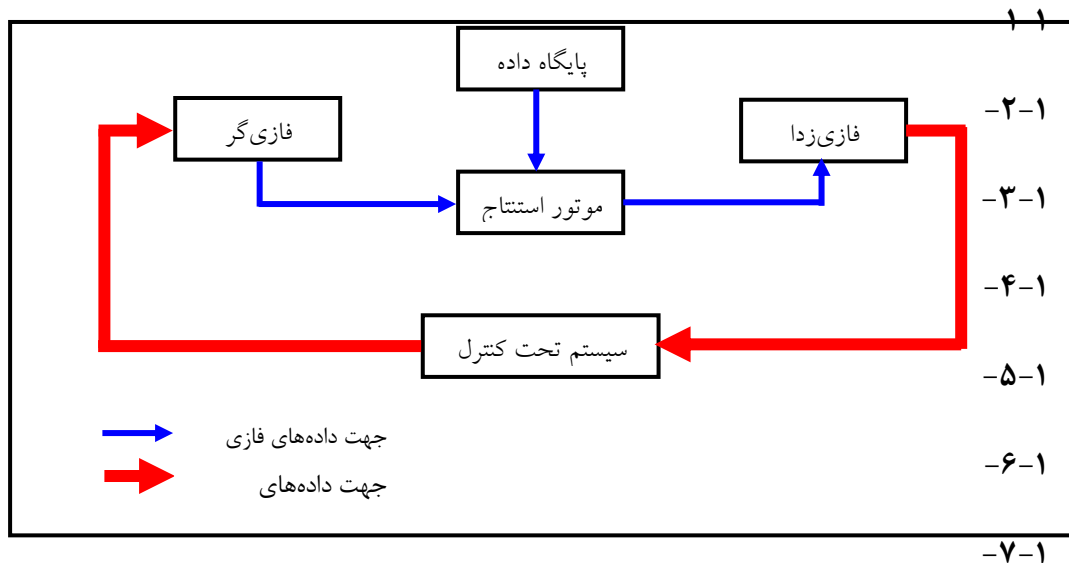 ۱-۱
پایگاه داده
۱-۲-
فازی‌گر
فازی‌زدا
۱-۳-
موتور استنتاج
۱-۴-
سیستم تحت کنترل
۱-۵-
جهت داده‌های فازی
۱-۶-
جهت داده‌های
۱-۷-